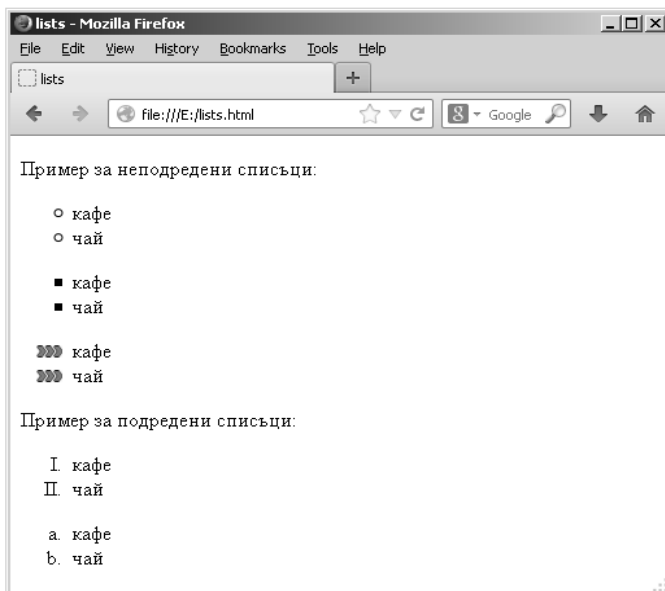 lists - Mozilla Firefox
File Edit View History Bookmarks Tools Help
lists
file:///E:/lists.html Google
Пример за неподредени списъци:
кафе
чай
кафе
чай
кафе
чай
Пример за подредени списъци:
I. кафе
II. чай
a. кафе
b. чай